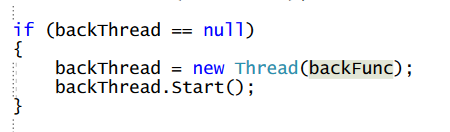 if (backThread == null)
{
    backThread = new Thread(backFunc);
    backThread.Start();
}